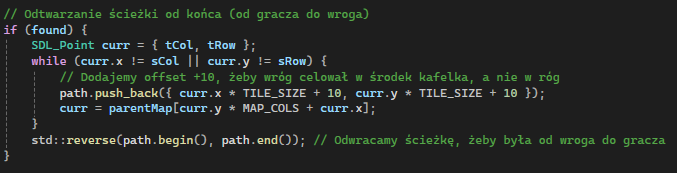 // Odtwarzanie ścieżki od końca (od gracza do wroga)
if (found) {
    SDL_Point curr = { tCol, tRow };
    while (curr.x != sCol || curr.y != sRow) {
        // Dodajemy offset +10, żeby wróg celował w środek kafelka, a nie w róg
        path.push_back({ curr.x * TILE_SIZE + 10, curr.y * TILE_SIZE + 10 });
        curr = parentMap[curr.y * MAP_COLS + curr.x];
    }
    std::reverse(path.begin(), path.end()); // Odwracamy ścieżkę, żeby była od wroga do gracza
}